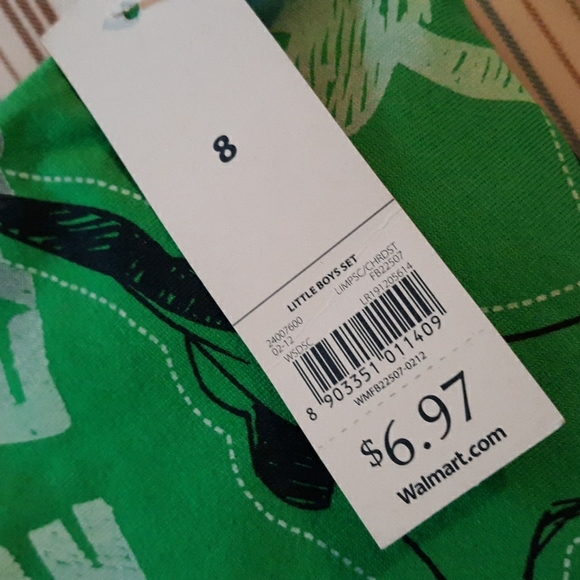 8
LITTLE BOYS SET
24007600 LIMPSC/CHRDST
02-12 FB22507
WSDSC LR191205614
8 903351 011409
WMFB22507-0212
$6.97
Walmart.com